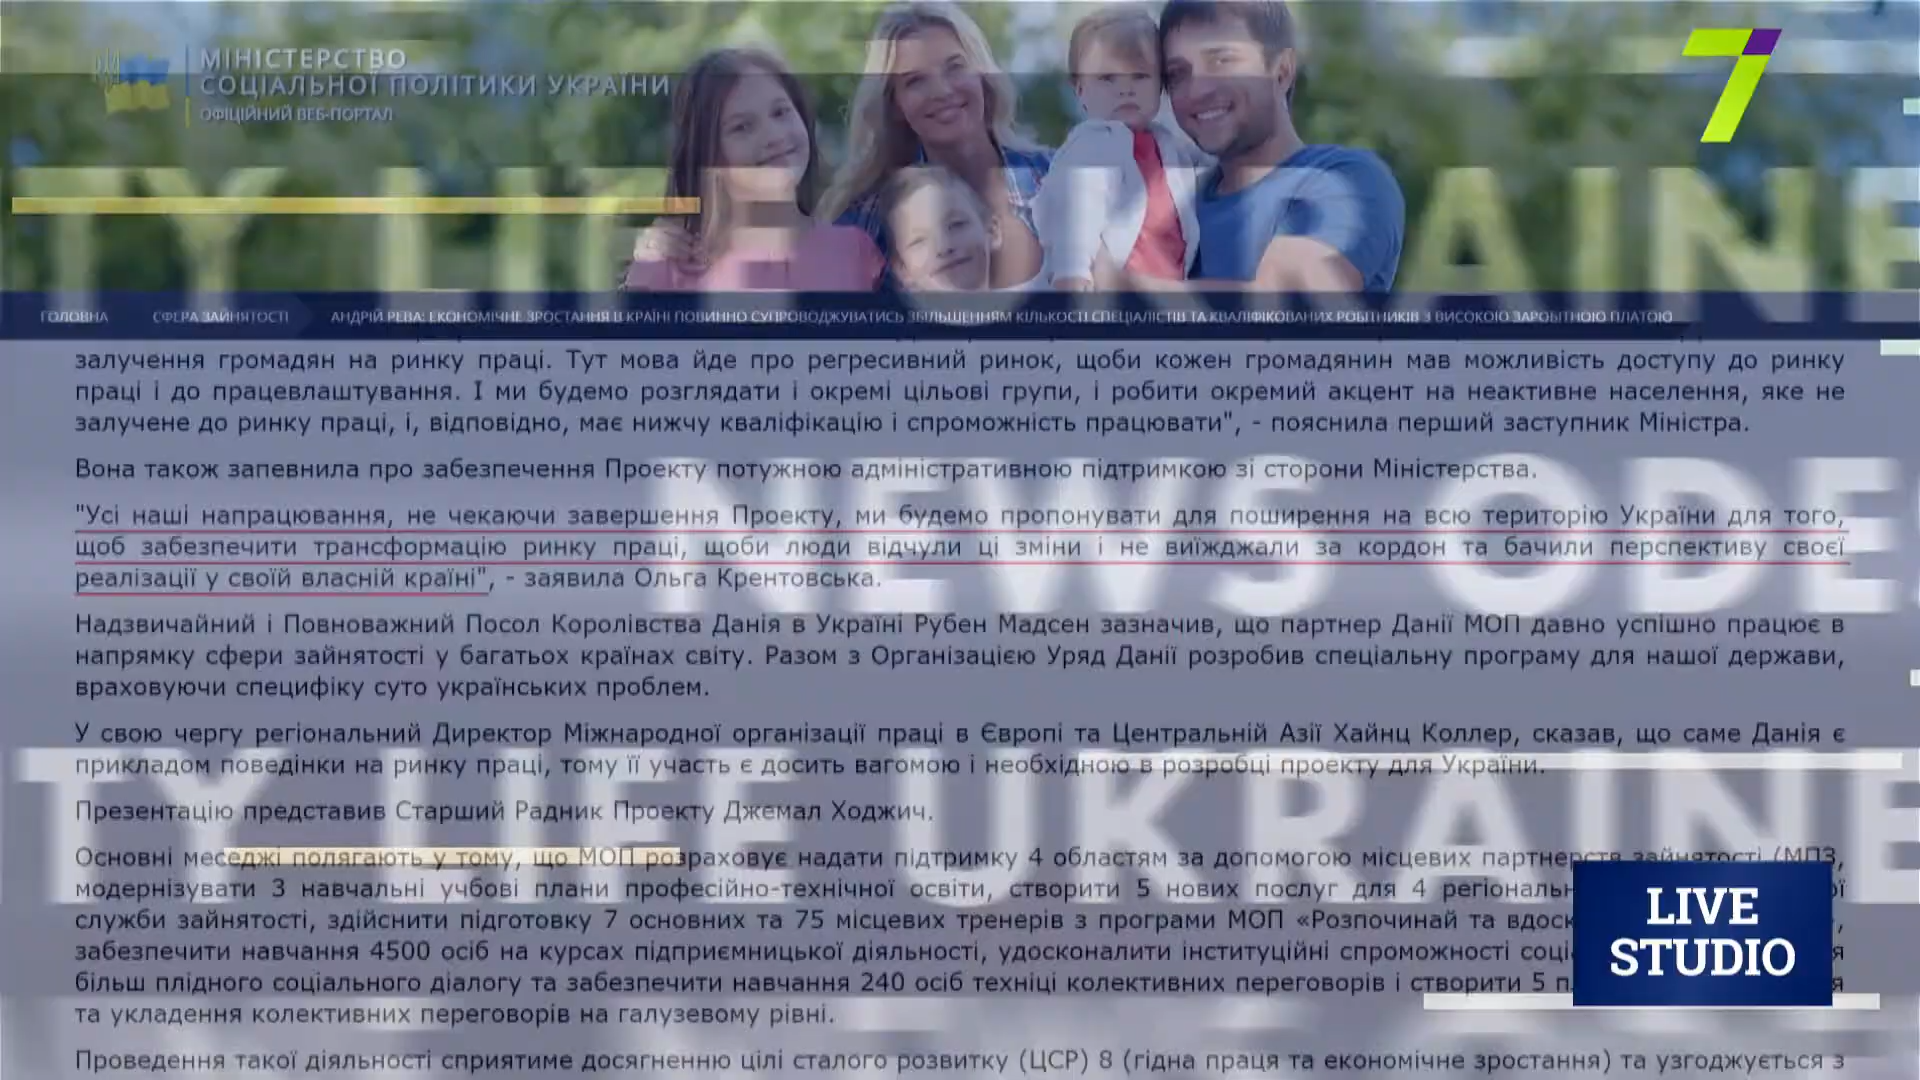 МІНІСТЕРСТВО
СОЦІАЛЬНОЇ ПОЛІТИКИ УКРАЇНИ
ОФІЦІЙНИЙ ВЕБ-ПОРТАЛ
7
TY LIFE UKRAINE
ГОЛОВНА СФЕРА ЗАЙНЯТОСТІ АНДРІЙ РЕВА: ЕКОНОМІЧНЕ ЗРОСТАННЯ В КРАЇНІ ПОВИННО СУПРОВОДЖУВАТИСЬ ЗБІЛЬШЕННЯМ КІЛЬКОСТІ СПЕЦІАЛІСТІВ ТА КВАЛІФІКОВАНИХ РОБІТНИКІВ З ВИСОКОЮ ЗАРОБІТНОЮ ПЛАТОЮ
залучення громадян на ринку праці. Тут мова йде про регресивний ринок, щоби кожен громадянин мав можливість доступу до ринку
праці і до працевлаштування. І ми будемо розглядати і окремі цільові групи, і робити окремий акцент на неактивне населення, яке не
залучене до ринку праці, і, відповідно, має нижчу кваліфікацію і спроможність працювати", - пояснила перший заступник Міністра.
Вона також запевнила про забезпечення Проекту потужною адміністративною підтримкою зі сторони Міністерства.
NEWS ODES
"Усі наші напрацювання, не чекаючи завершення Проекту, ми будемо пропонувати для поширення на всю територію України для того,
щоб забезпечити трансформацію ринку праці, щоби люди відчули ці зміни і не виїжджали за кордон та бачили перспективу своєї
реалізації у своїй власній країні", - заявила Ольга Крентовська.
Надзвичайний і Повноважний Посол Королівства Данія в Україні Рубен Мадсен зазначив, що партнер Данії МОП давно успішно працює в
напрямку сфери зайнятості у багатьох країнах світу. Разом з Організацією Уряд Данії розробив спеціальну програму для нашої держави,
враховуючи специфіку суто українських проблем.
У свою чергу регіональний Директор Міжнародної організації праці в Європі та Центральній Азії Хайнц Коллер, сказав, що саме Данія є
прикладом поведінки на ринку праці, тому її участь є досить вагомою і необхідною в розробці проекту для України.
TY LIFE UKRAINE
Презентацію представив Старший Радник Проекту Джемал Ходжич.
Основні меседжі полягають у тому, що МОП розраховує надати підтримку 4 областям за допомогою місцевих партнерств зайнятості (МПЗ,
модернізувати 3 навчальні учбові плани професійно-технічної освіти, створити 5 нових послуг для 4 регіональн
служби зайнятості, здійснити підготовку 7 основних та 75 місцевих тренерів з програми МОП «Розпочинай та вдоск
забезпечити навчання 4500 осіб на курсах підприємницької діяльності, удосконалити інституційні спроможності соці
більш плідного соціального діалогу та забезпечити навчання 240 осіб техніці колективних переговорів і створити 5 п
та укладення колективних переговорів на галузевому рівні.
Проведення такої діяльності сприятиме досягненню цілі сталого розвитку (ЦСР) 8 (гідна праця та економічне зростання) та узгоджується з
LIVE
STUDIO